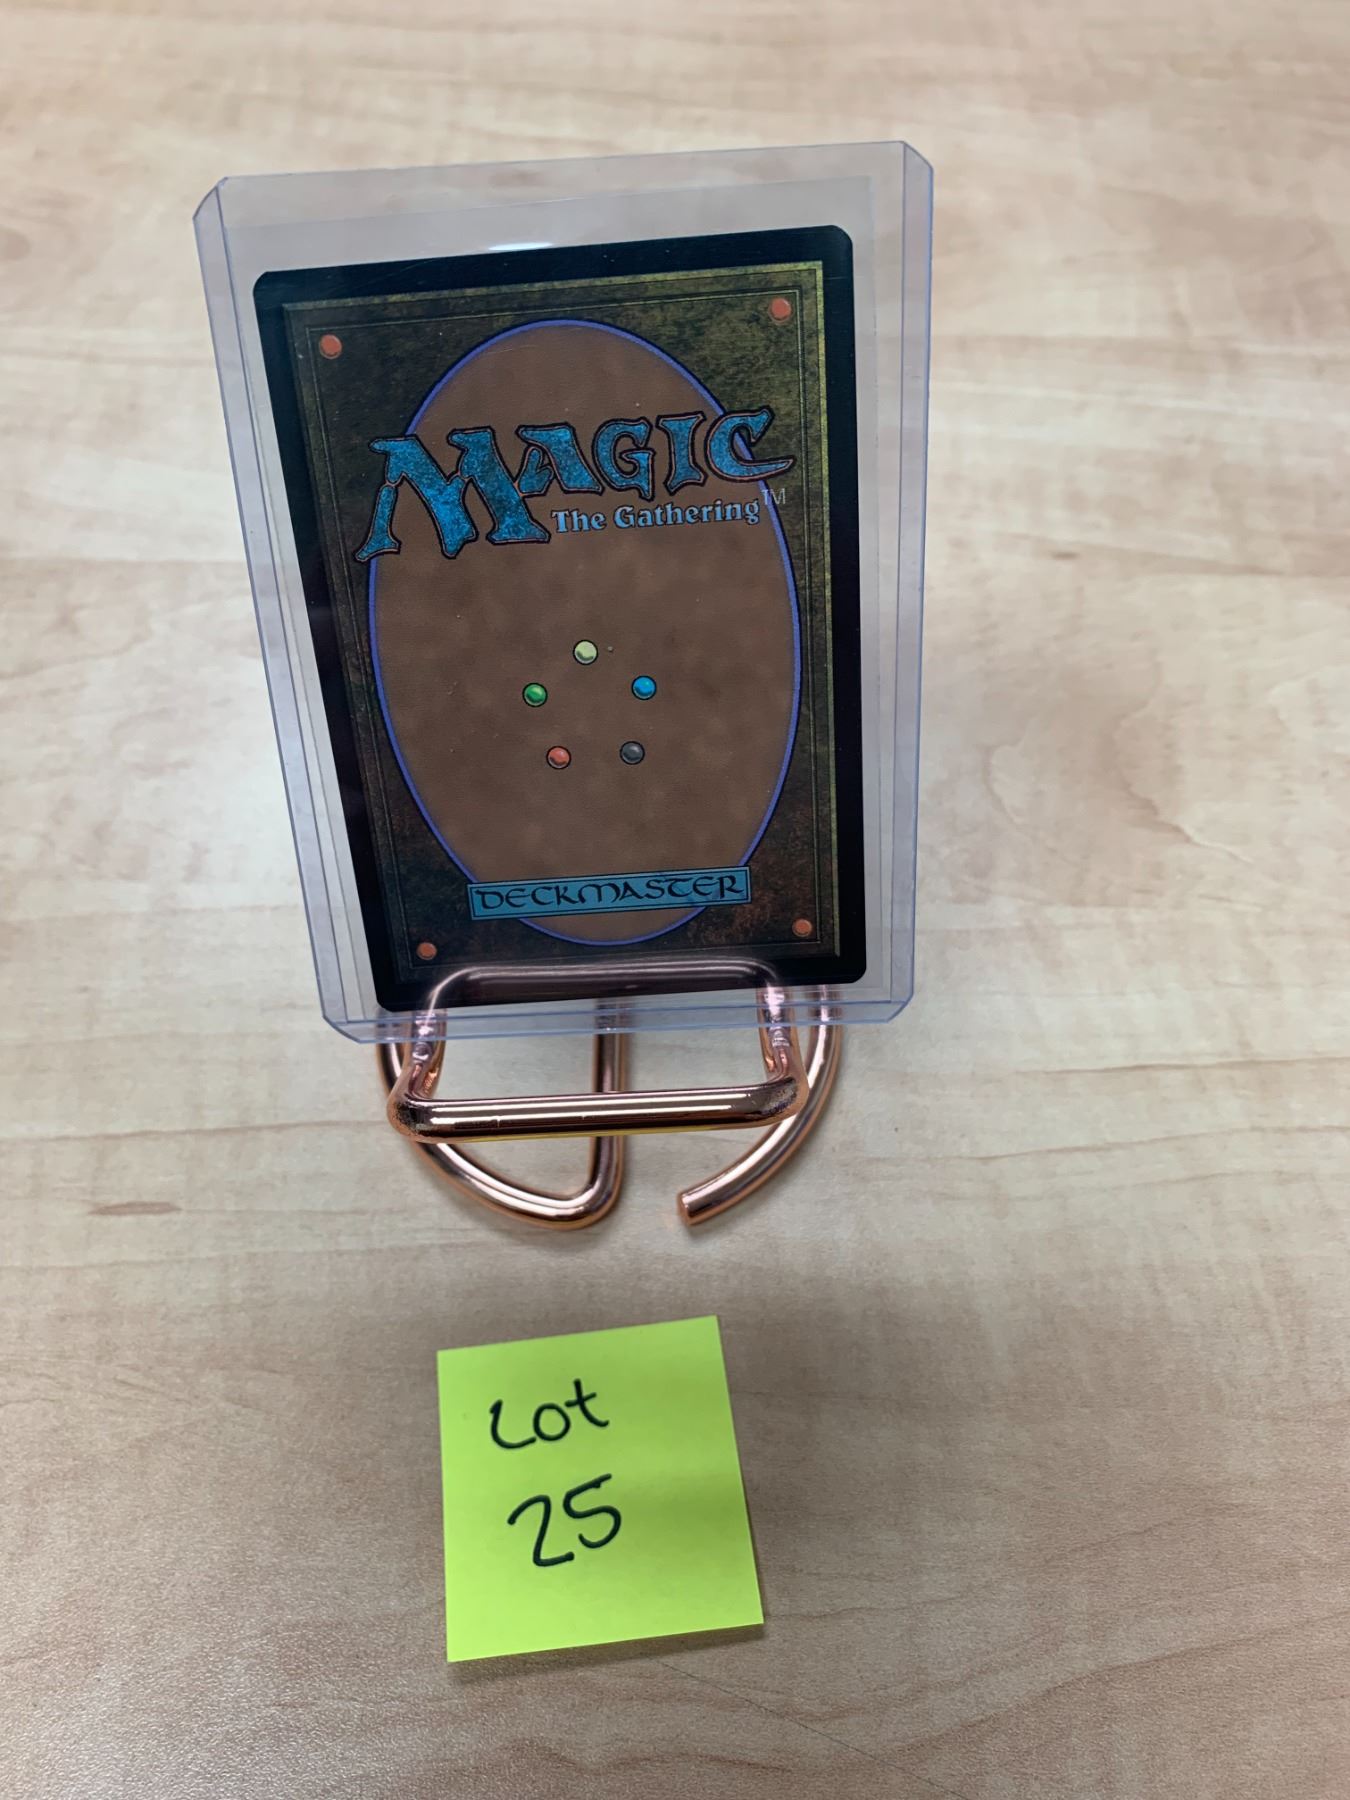 MAGIC
The Gathering™
DECKMASTER
Lot
25